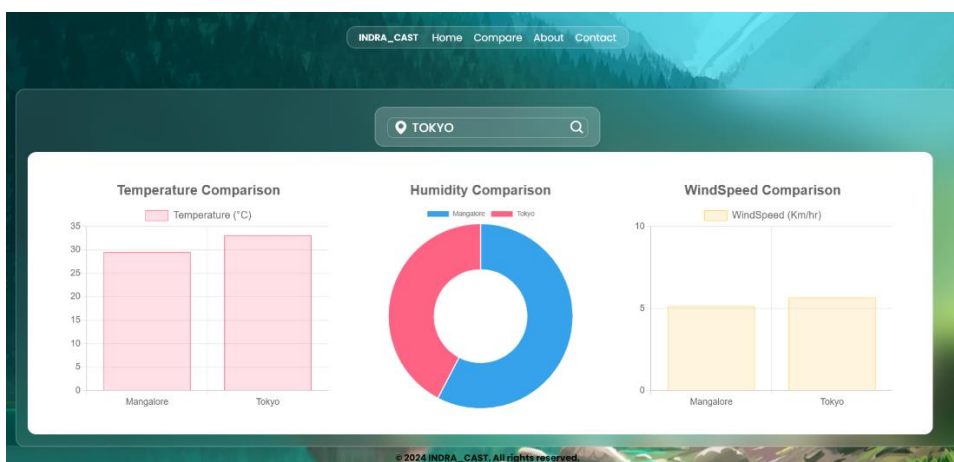 INDRA_CAST Home Compare About Contact
TOKYO
Temperature Comparison
Temperature (°C)
35
30
25
20
15
10
5
0
Mangalore Tokyo
Humidity Comparison
Mangalore Tokyo
WindSpeed Comparison
WindSpeed (Km/hr)
10
5
0
Mangalore Tokyo
© 2024 INDRA_CAST. All rights reserved.